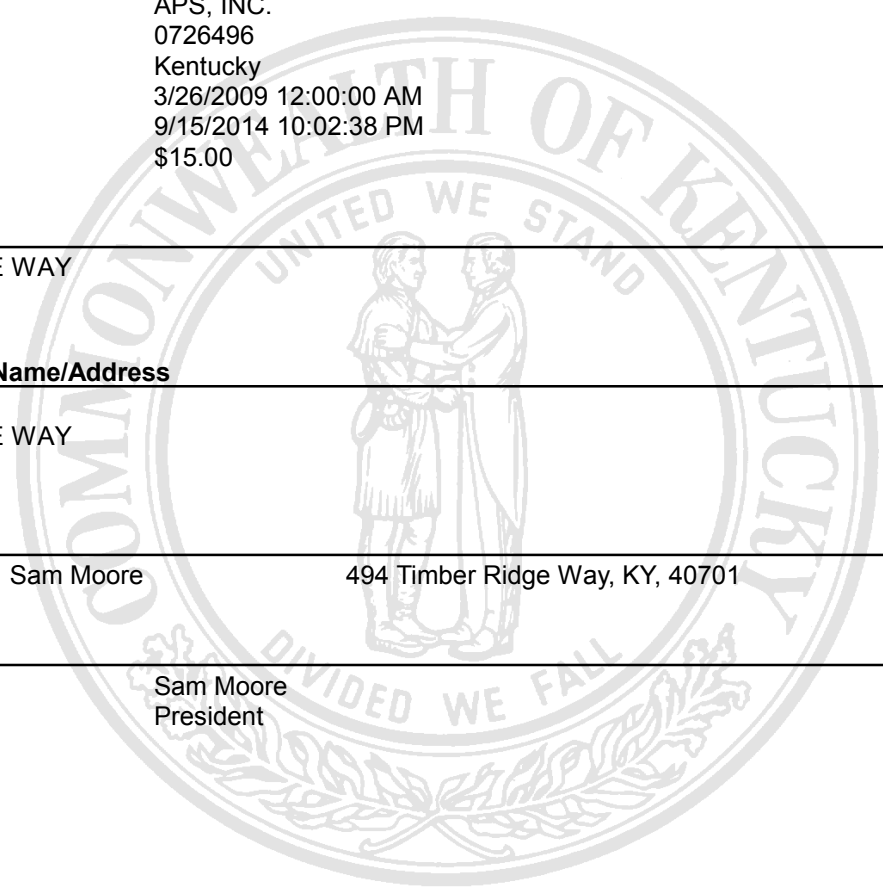 APS, INC.
0726496
Kentucky
3/26/2009 12:00:00 AM
9/15/2014 10:02:38 PM
$15.00
COMMONWEALTH OF KENTUCKY
UNITED WE STAND
E WAY
Name/Address
E WAY
Sam Moore 494 Timber Ridge Way, KY, 40701
DIVIDED WE FALL
Sam Moore
President